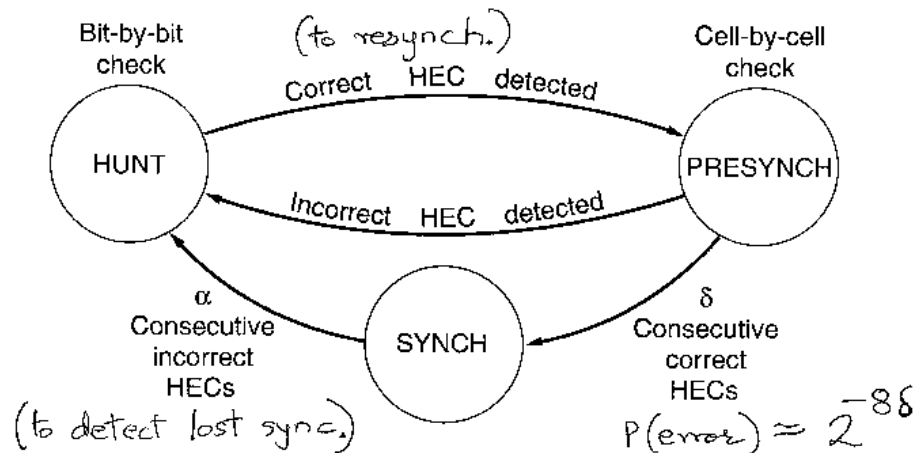 Bit-by-bit
check
(to resynch.)
Cell-by-cell
check
Correct HEC detected
HUNT
PRESYNCH
Incorrect HEC detected
α
Consecutive
incorrect
HECs
SYNCH
δ
Consecutive
correct
HECs
(to detect lost sync.)
P(error) ≈ 2^-8δ